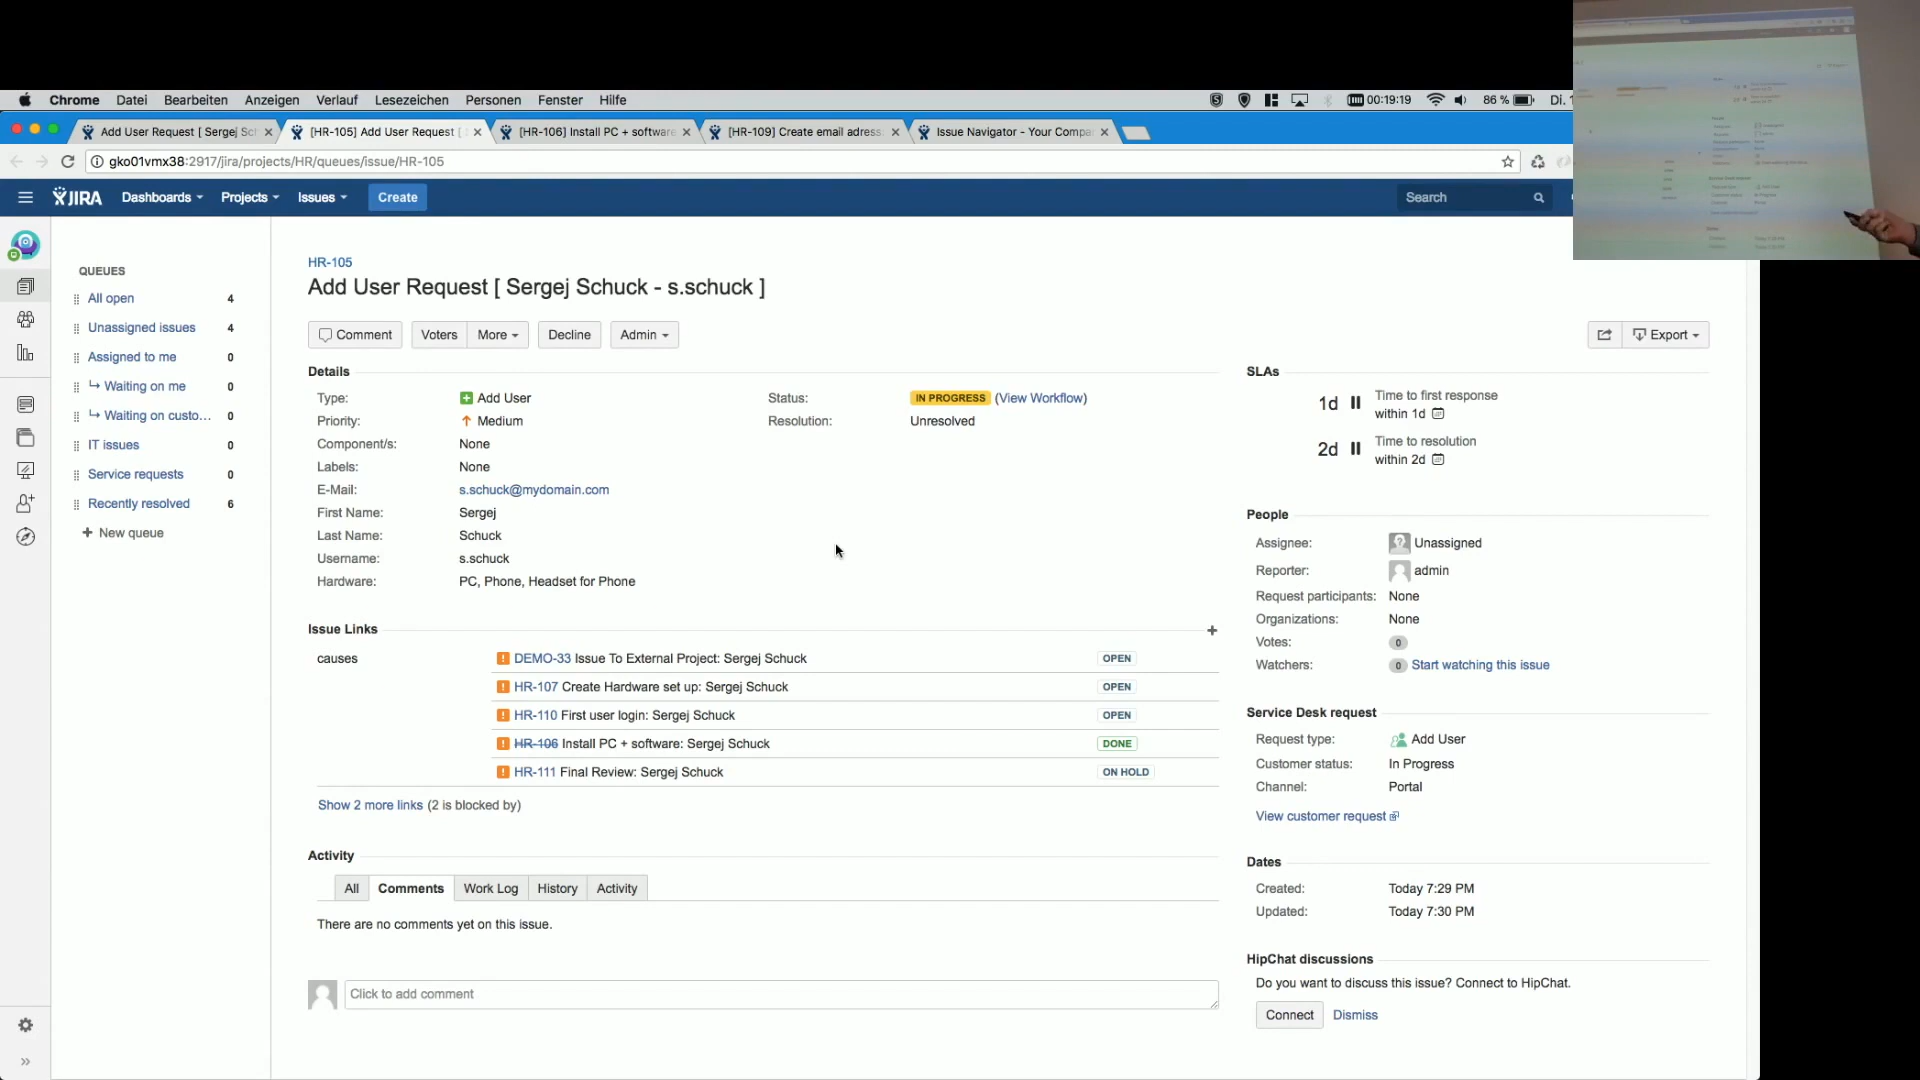 Chrome Datei Bearbeiten Anzeigen Verlauf Lesezeichen Personen Fenster Hilfe 00:19:19 86 % Di. 1
Add User Request [ Sergej Sch [HR-105] Add User Request [ [HR-106] Install PC + software: [HR-109] Create email adress: Issue Navigator - Your Compa
gko01vmx38:2917/jira/projects/HR/queues/issue/HR-105
JIRA Dashboards Projects Issues Create Search
QUEUES
All open 4
Unassigned issues 4
Assigned to me 0
Waiting on me 0
Waiting on custo... 0
IT issues 0
Service requests 0
Recently resolved 6
+ New queue
HR-105
Add User Request [ Sergej Schuck - s.schuck ]
Comment Voters More Decline Admin Export
Details
Type: Add User
Priority: Medium
Component/s: None
Labels: None
E-Mail: s.schuck@mydomain.com
First Name: Sergej
Last Name: Schuck
Username: s.schuck
Hardware: PC, Phone, Headset for Phone
Status: IN PROGRESS (View Workflow)
Resolution: Unresolved
Issue Links
causes
DEMO-33 Issue To External Project: Sergej Schuck OPEN
HR-107 Create Hardware set up: Sergej Schuck OPEN
HR-110 First user login: Sergej Schuck OPEN
HR-106 Install PC + software: Sergej Schuck DONE
HR-111 Final Review: Sergej Schuck ON HOLD
Show 2 more links (2 is blocked by)
Activity
All Comments Work Log History Activity
There are no comments yet on this issue.
Click to add comment
SLAs
1d Time to first response
within 1d
2d Time to resolution
within 2d
People
Assignee: Unassigned
Reporter: admin
Request participants: None
Organizations: None
Votes: 0
Watchers: 0 Start watching this issue
Service Desk request
Request type: Add User
Customer status: In Progress
Channel: Portal
View customer request
Dates
Created: Today 7:29 PM
Updated: Today 7:30 PM
HipChat discussions
Do you want to discuss this issue? Connect to HipChat.
Connect Dismiss